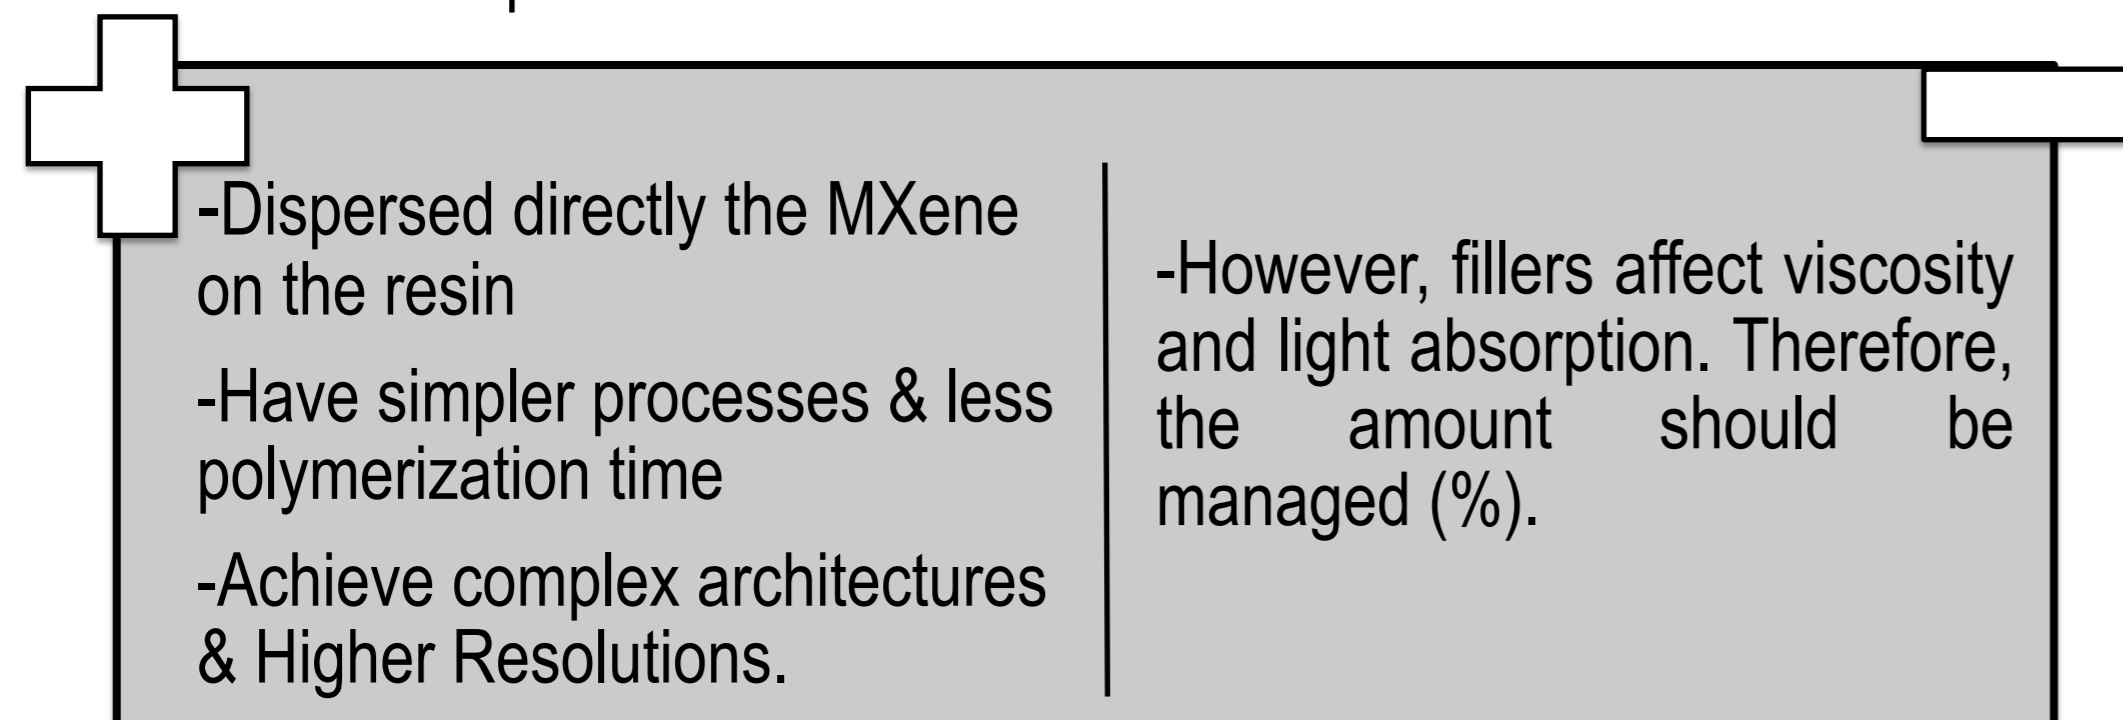 -Dispersed directly the MXene
on the resin
-Have simpler processes & less
polymerization time
-Achieve complex architectures
& Higher Resolutions.
-However, fillers affect viscosity
and light absorption. Therefore,
the amount should be
managed (%).